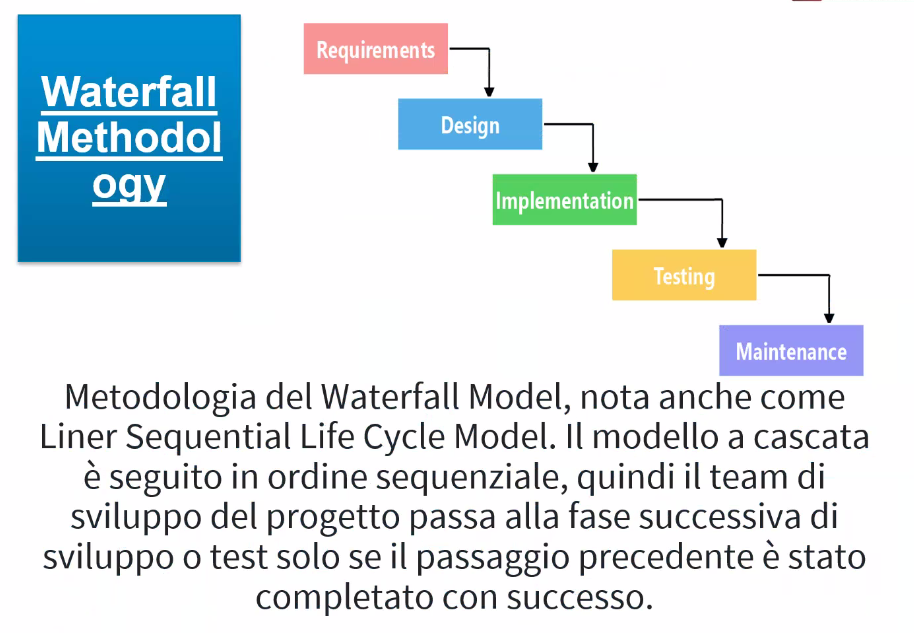 Waterfall
Methodol
ogy
Requirements
Design
Implementation
Testing
Maintenance
Metodologia del Waterfall Model, nota anche come
Liner Sequential Life Cycle Model. Il modello a cascata
è seguito in ordine sequenziale, quindi il team di
sviluppo del progetto passa alla fase successiva di
sviluppo o test solo se il passaggio precedente è stato
completato con successo.